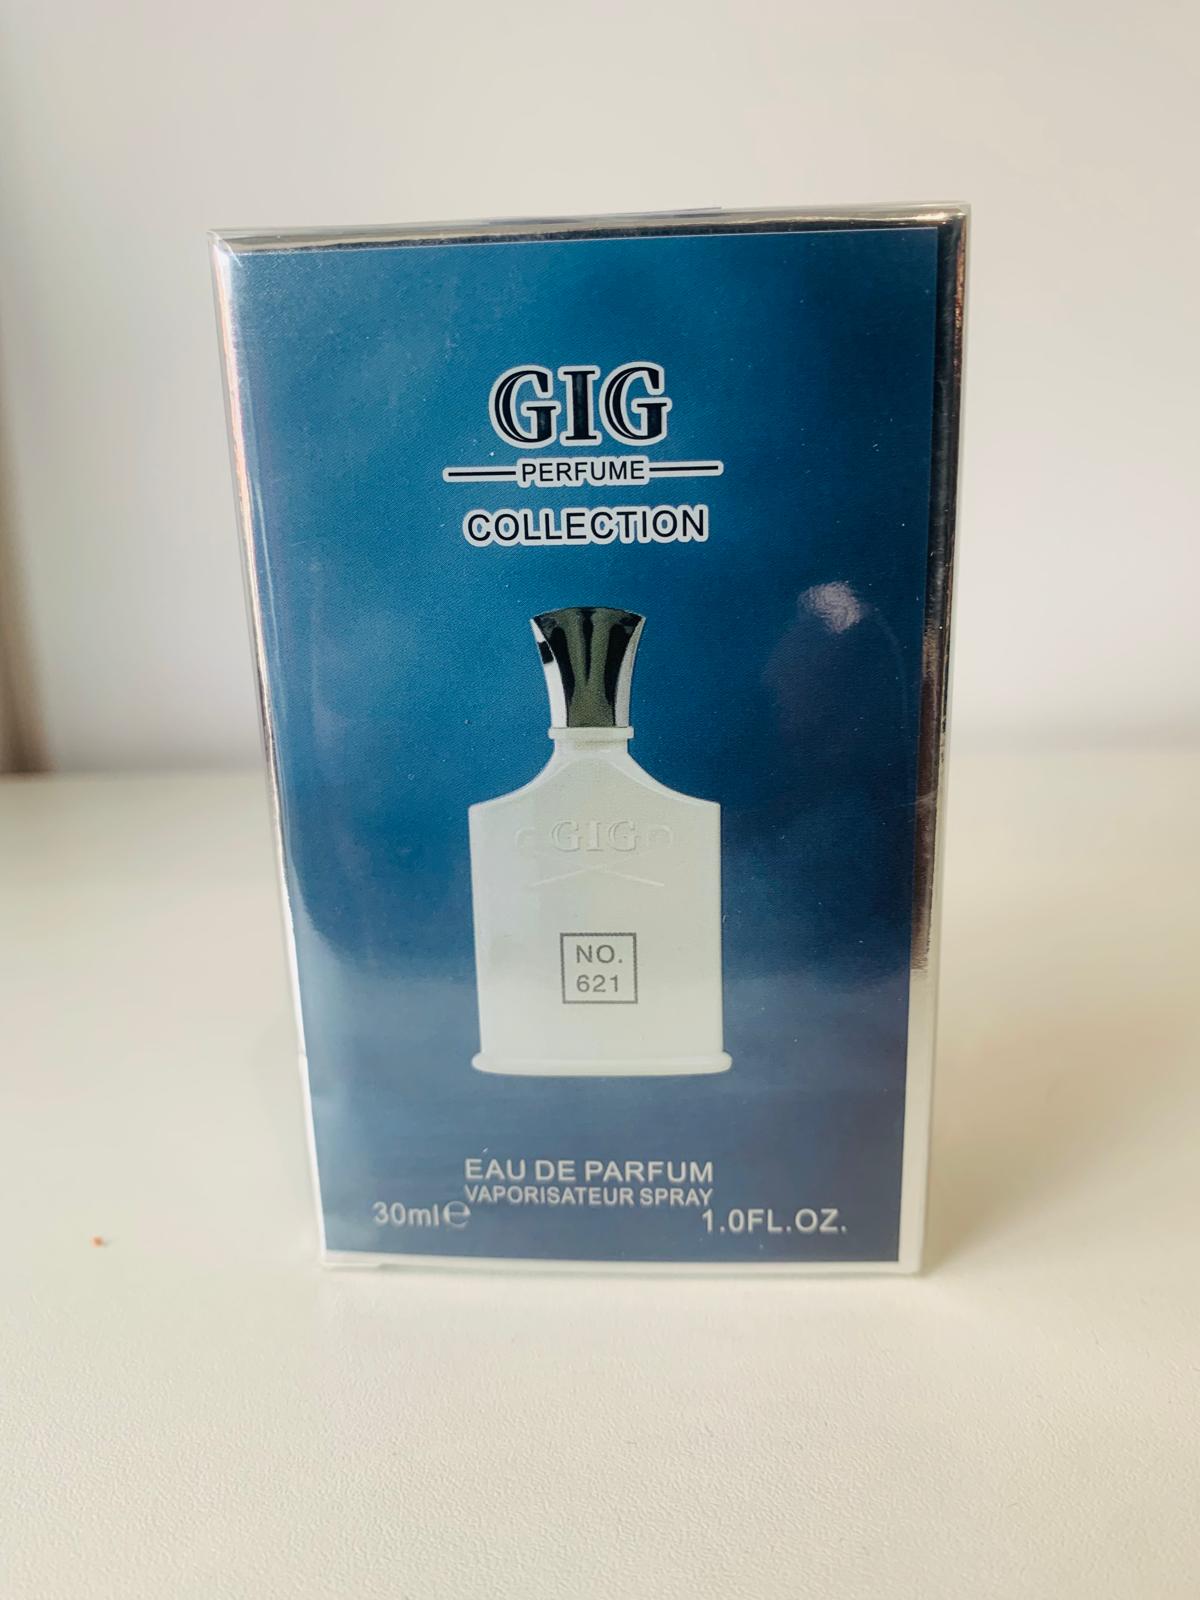 GIG
PERFUME
COLLECTION
GIG
NO.
621
EAU DE PARFUM
VAPORISATEUR SPRAY
30ml℮
1.0FL.OZ.